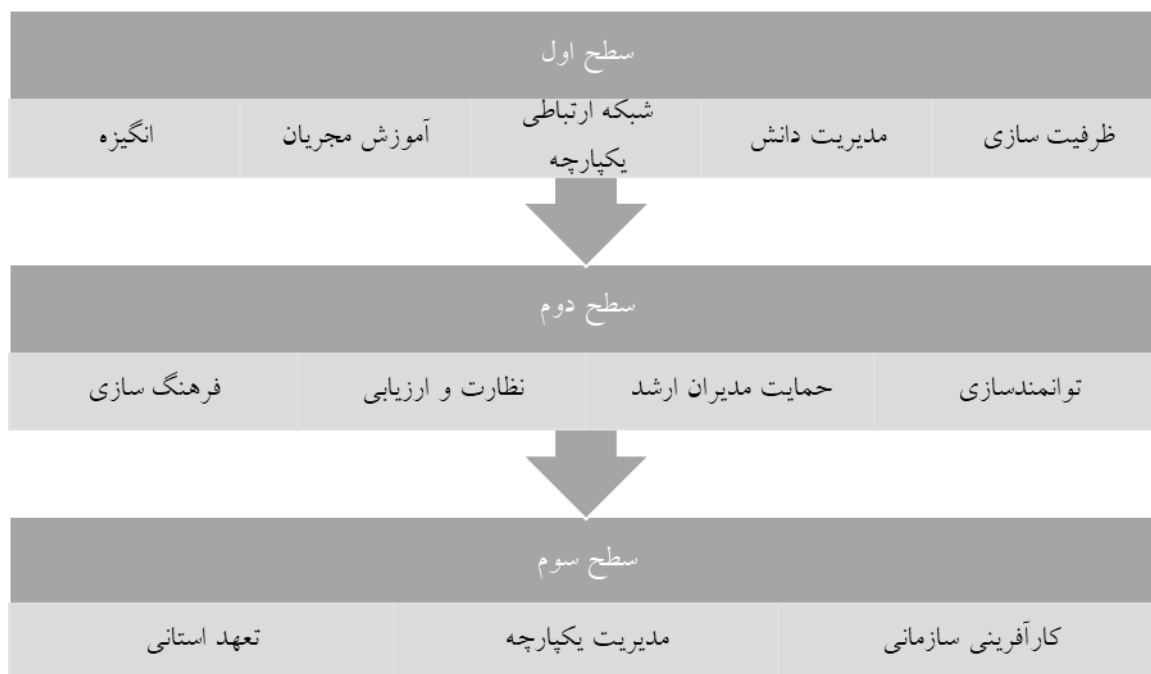 سطح اول
ظرفیت سازی
مدیریت دانش
شبکه ارتباطی
یکپارچه
آموزش مجریان
انگیزه
سطح دوم
توانمندسازی
حمایت مدیران ارشد
نظارت و ارزیابی
فرهنگ سازی
سطح سوم
کارآفرینی سازمانی
مدیریت یکپارچه
تعهد استانی